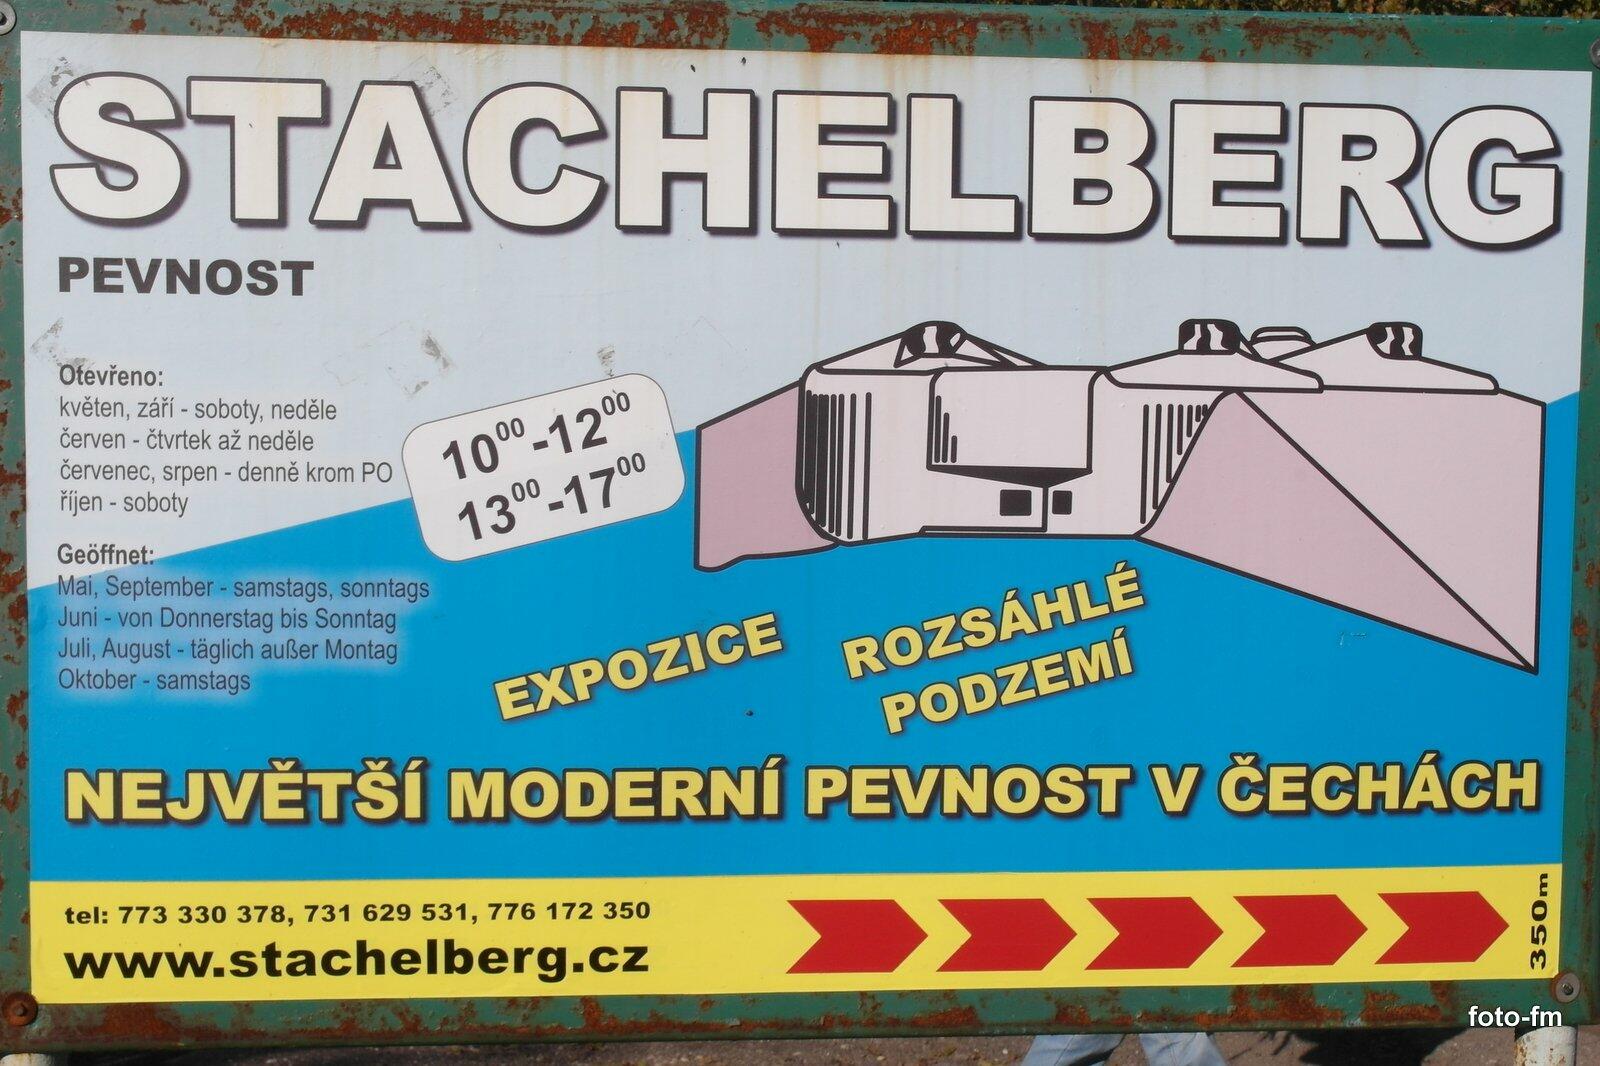 STACHELBERG
PEVNOST
Otevřeno:
květen, září - soboty, neděle
červen - čtvrtek až neděle
červenec, srpen - denně krom PO
říjen - soboty
10⁰⁰-12⁰⁰
13⁰⁰-17⁰⁰
Geöffnet:
Mai, September - samstags, sonntags
Juni - von Donnerstag bis Sonntag
Juli, August - täglich außer Montag
Oktober - samstags
EXPOZICE
ROZSÁHLÉ
PODZEMÍ
NEJVĚTŠÍ MODERNÍ PEVNOST V ČECHÁCH
tel: 773 330 378, 731 629 531, 776 172 350
www.stachelberg.cz
350m
foto-fm